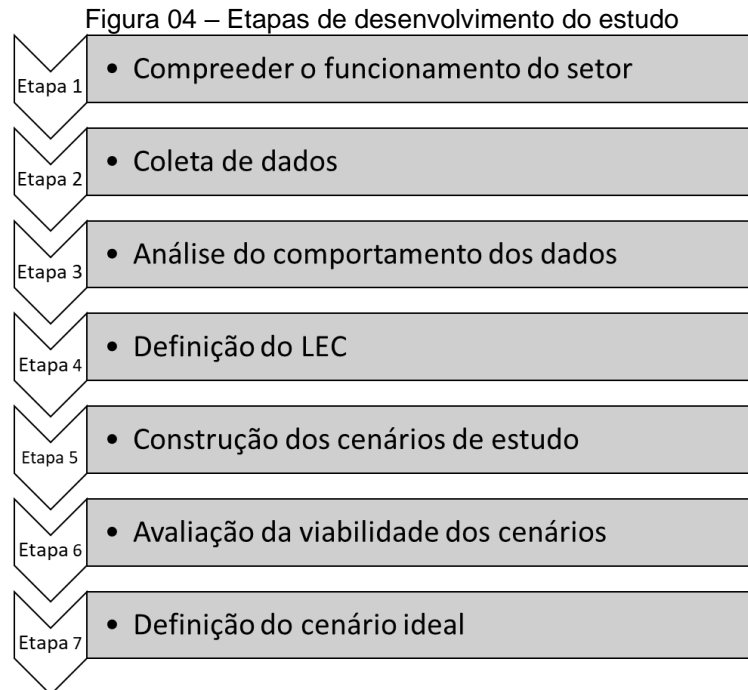 Figura 04 – Etapas de desenvolvimento do estudo
Etapa 1
• Compreeder o funcionamento do setor
Etapa 2
• Coleta de dados
Etapa 3
• Análise do comportamento dos dados
Etapa 4
• Definição do LEC
Etapa 5
• Construção dos cenários de estudo
Etapa 6
• Avaliação da viabilidade dos cenários
Etapa 7
• Definição do cenário ideal